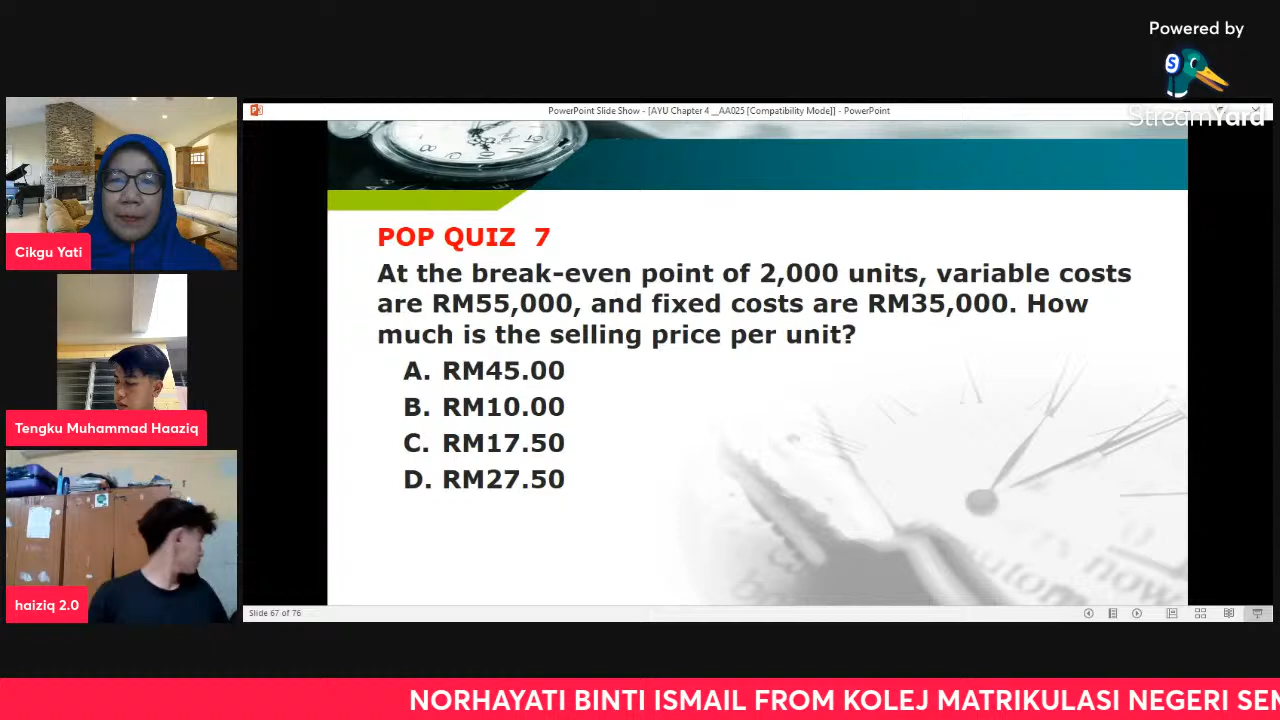 Powered by
StreamYard
PowerPoint Slide Show - [AYU Chapter 4 __AA025 [Compatibility Mode]] - PowerPoint
POP QUIZ 7
At the break-even point of 2,000 units, variable costs
are RM55,000, and fixed costs are RM35,000. How
much is the selling price per unit?
A. RM45.00
B. RM10.00
C. RM17.50
D. RM27.50
Cikgu Yati
Tengku Muhammad Haaziq
haiziq 2.0
Slide 67 of 76
NORHAYATI BINTI ISMAIL FROM KOLEJ MATRIKULASI NEGERI SEM